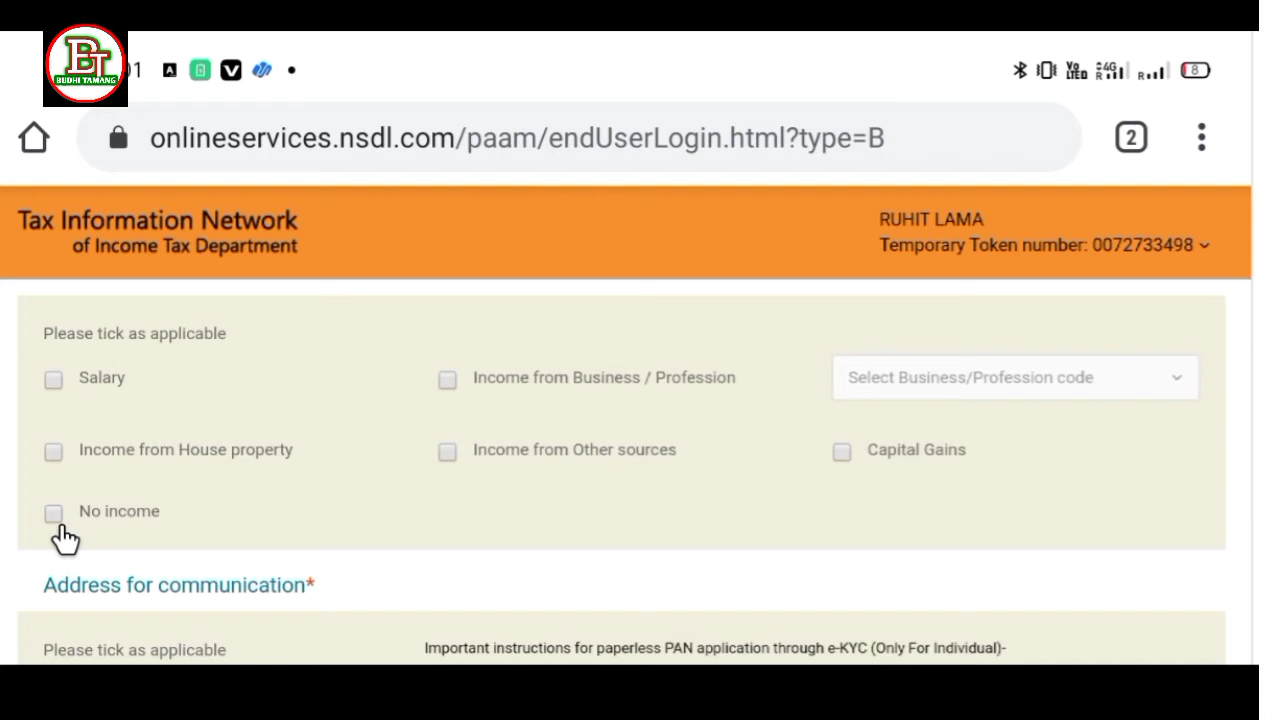 BT
BUDHI TAMANG
8
onlineservices.nsdl.com/paam/endUserLogin.html?type=B
2
Tax Information Network
of Income Tax Department
RUHIT LAMA
Temporary Token number: 0072733498
Please tick as applicable
Salary
Income from Business / Profession
Select Business/Profession code
Income from House property
Income from Other sources
Capital Gains
No income
Address for communication*
Please tick as applicable
Important instructions for paperless PAN application through e-KYC (Only For Individual)-